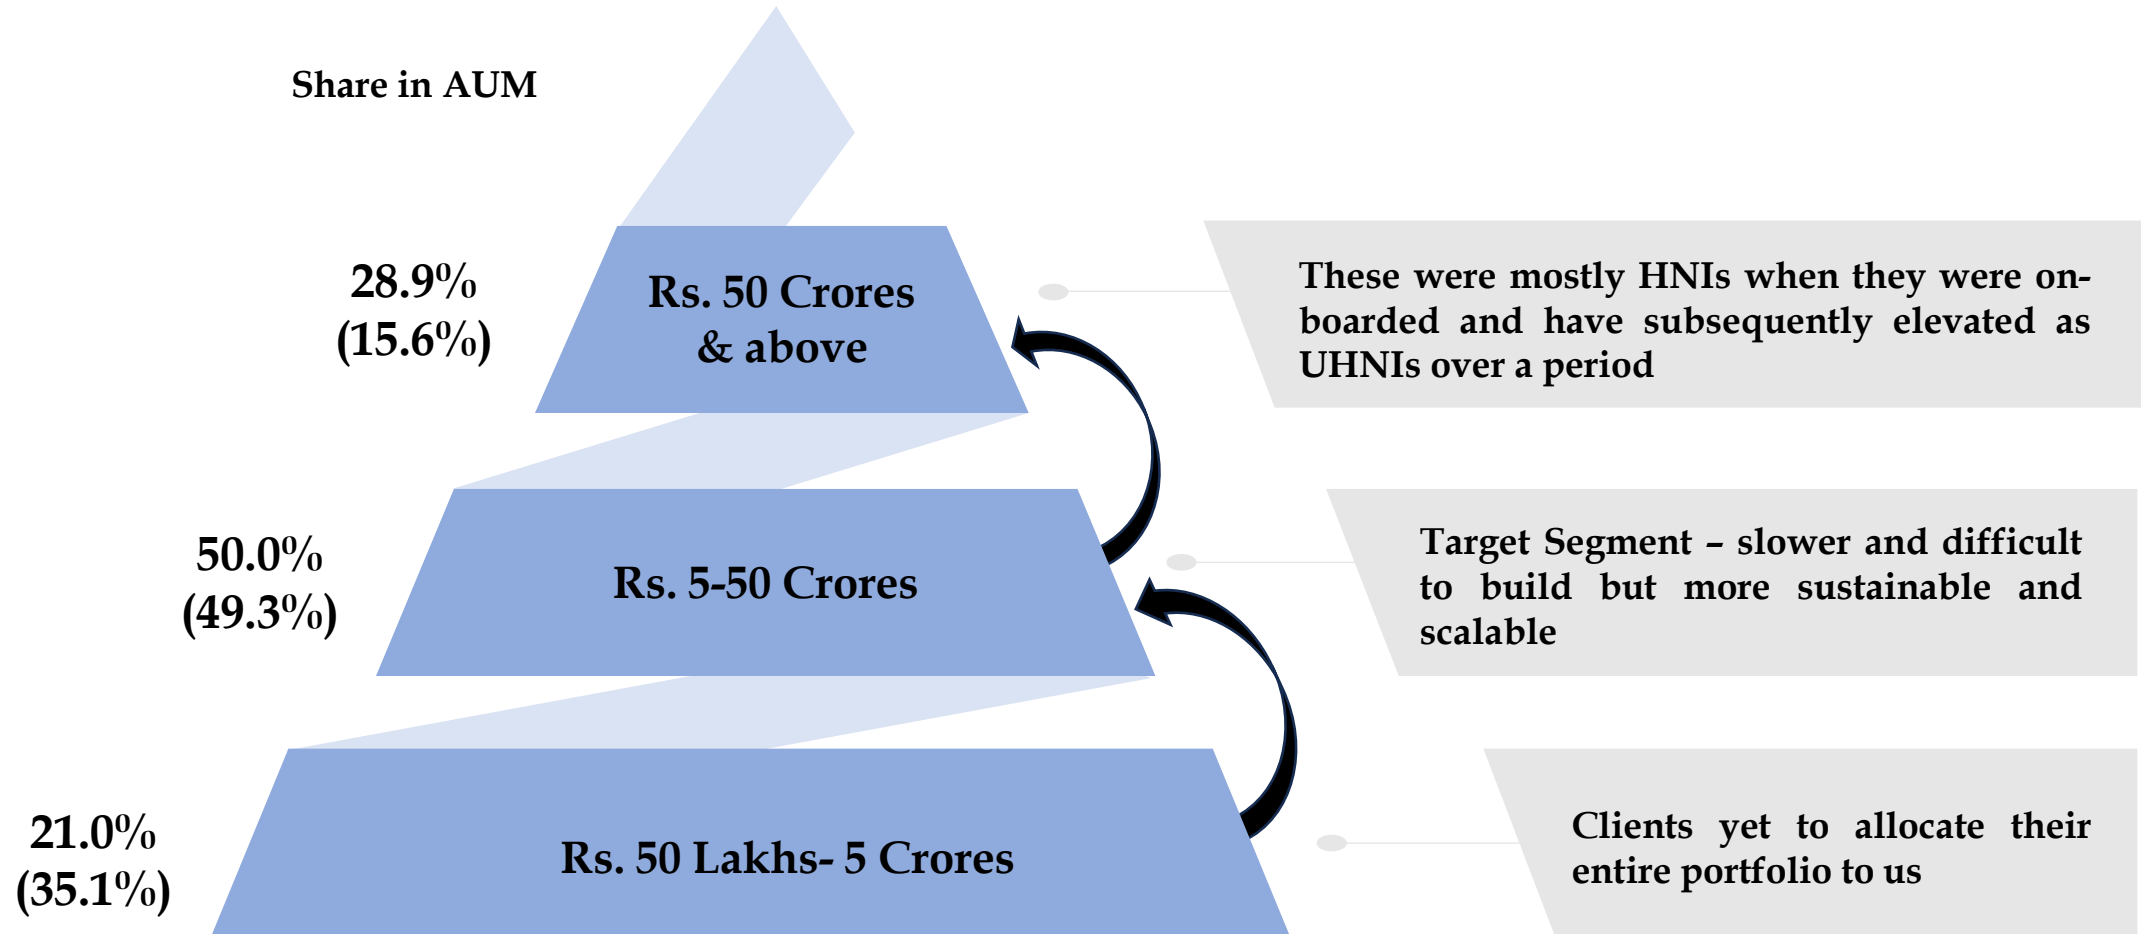 Share in AUM
28.9%
(15.6%)
Rs. 50 Crores
& above
These were mostly HNIs when they were on-
boarded and have subsequently elevated as
UHNIs over a period
50.0%
(49.3%)
Rs. 5-50 Crores
Target Segment – slower and difficult
to build but more sustainable and
scalable
21.0%
(35.1%)
Rs. 50 Lakhs- 5 Crores
Clients yet to allocate their
entire portfolio to us